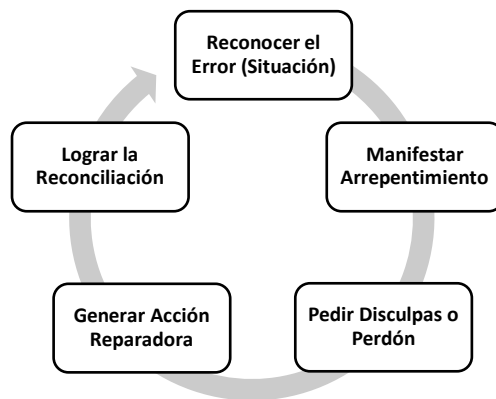 Reconocer el
Error (Situación)
Manifestar
Arrepentimiento
Pedir Disculpas o
Perdón
Generar Acción
Reparadora
Lograr la
Reconciliación